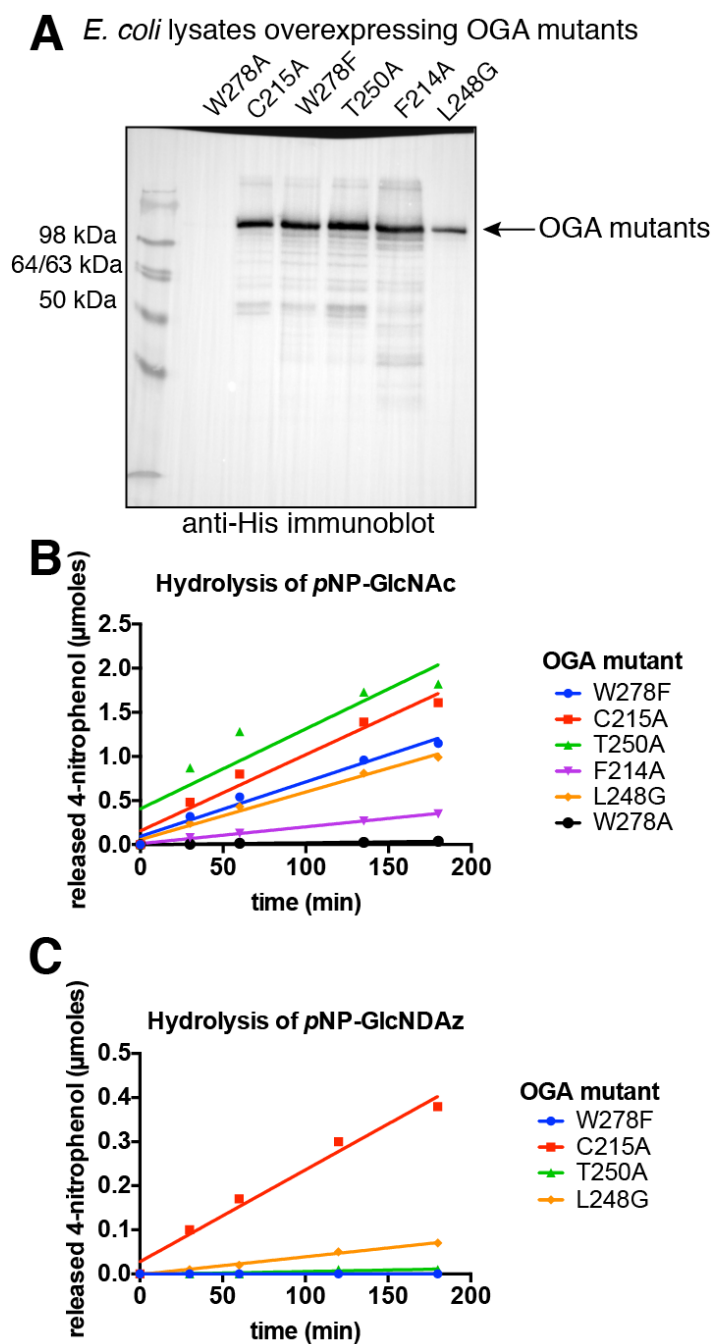 A E. coli lysates overexpressing OGA mutants
W278A C215A W278F T250A F214A L248G
98 kDa
64/63 kDa
50 kDa
OGA mutants
anti-His immunoblot
B
Hydrolysis of pNP-GlcNAc
released 4-nitrophenol (µmoles)
2.5
2.0
1.5
1.0
0.5
0.0
0 50 100 150 200
time (min)
OGA mutant
W278F
C215A
T250A
F214A
L248G
W278A
C
Hydrolysis of pNP-GlcNDAz
released 4-nitrophenol (µmoles)
0.5
0.4
0.3
0.2
0.1
0.0
0 50 100 150 200
time (min)
OGA mutant
W278F
C215A
T250A
L248G